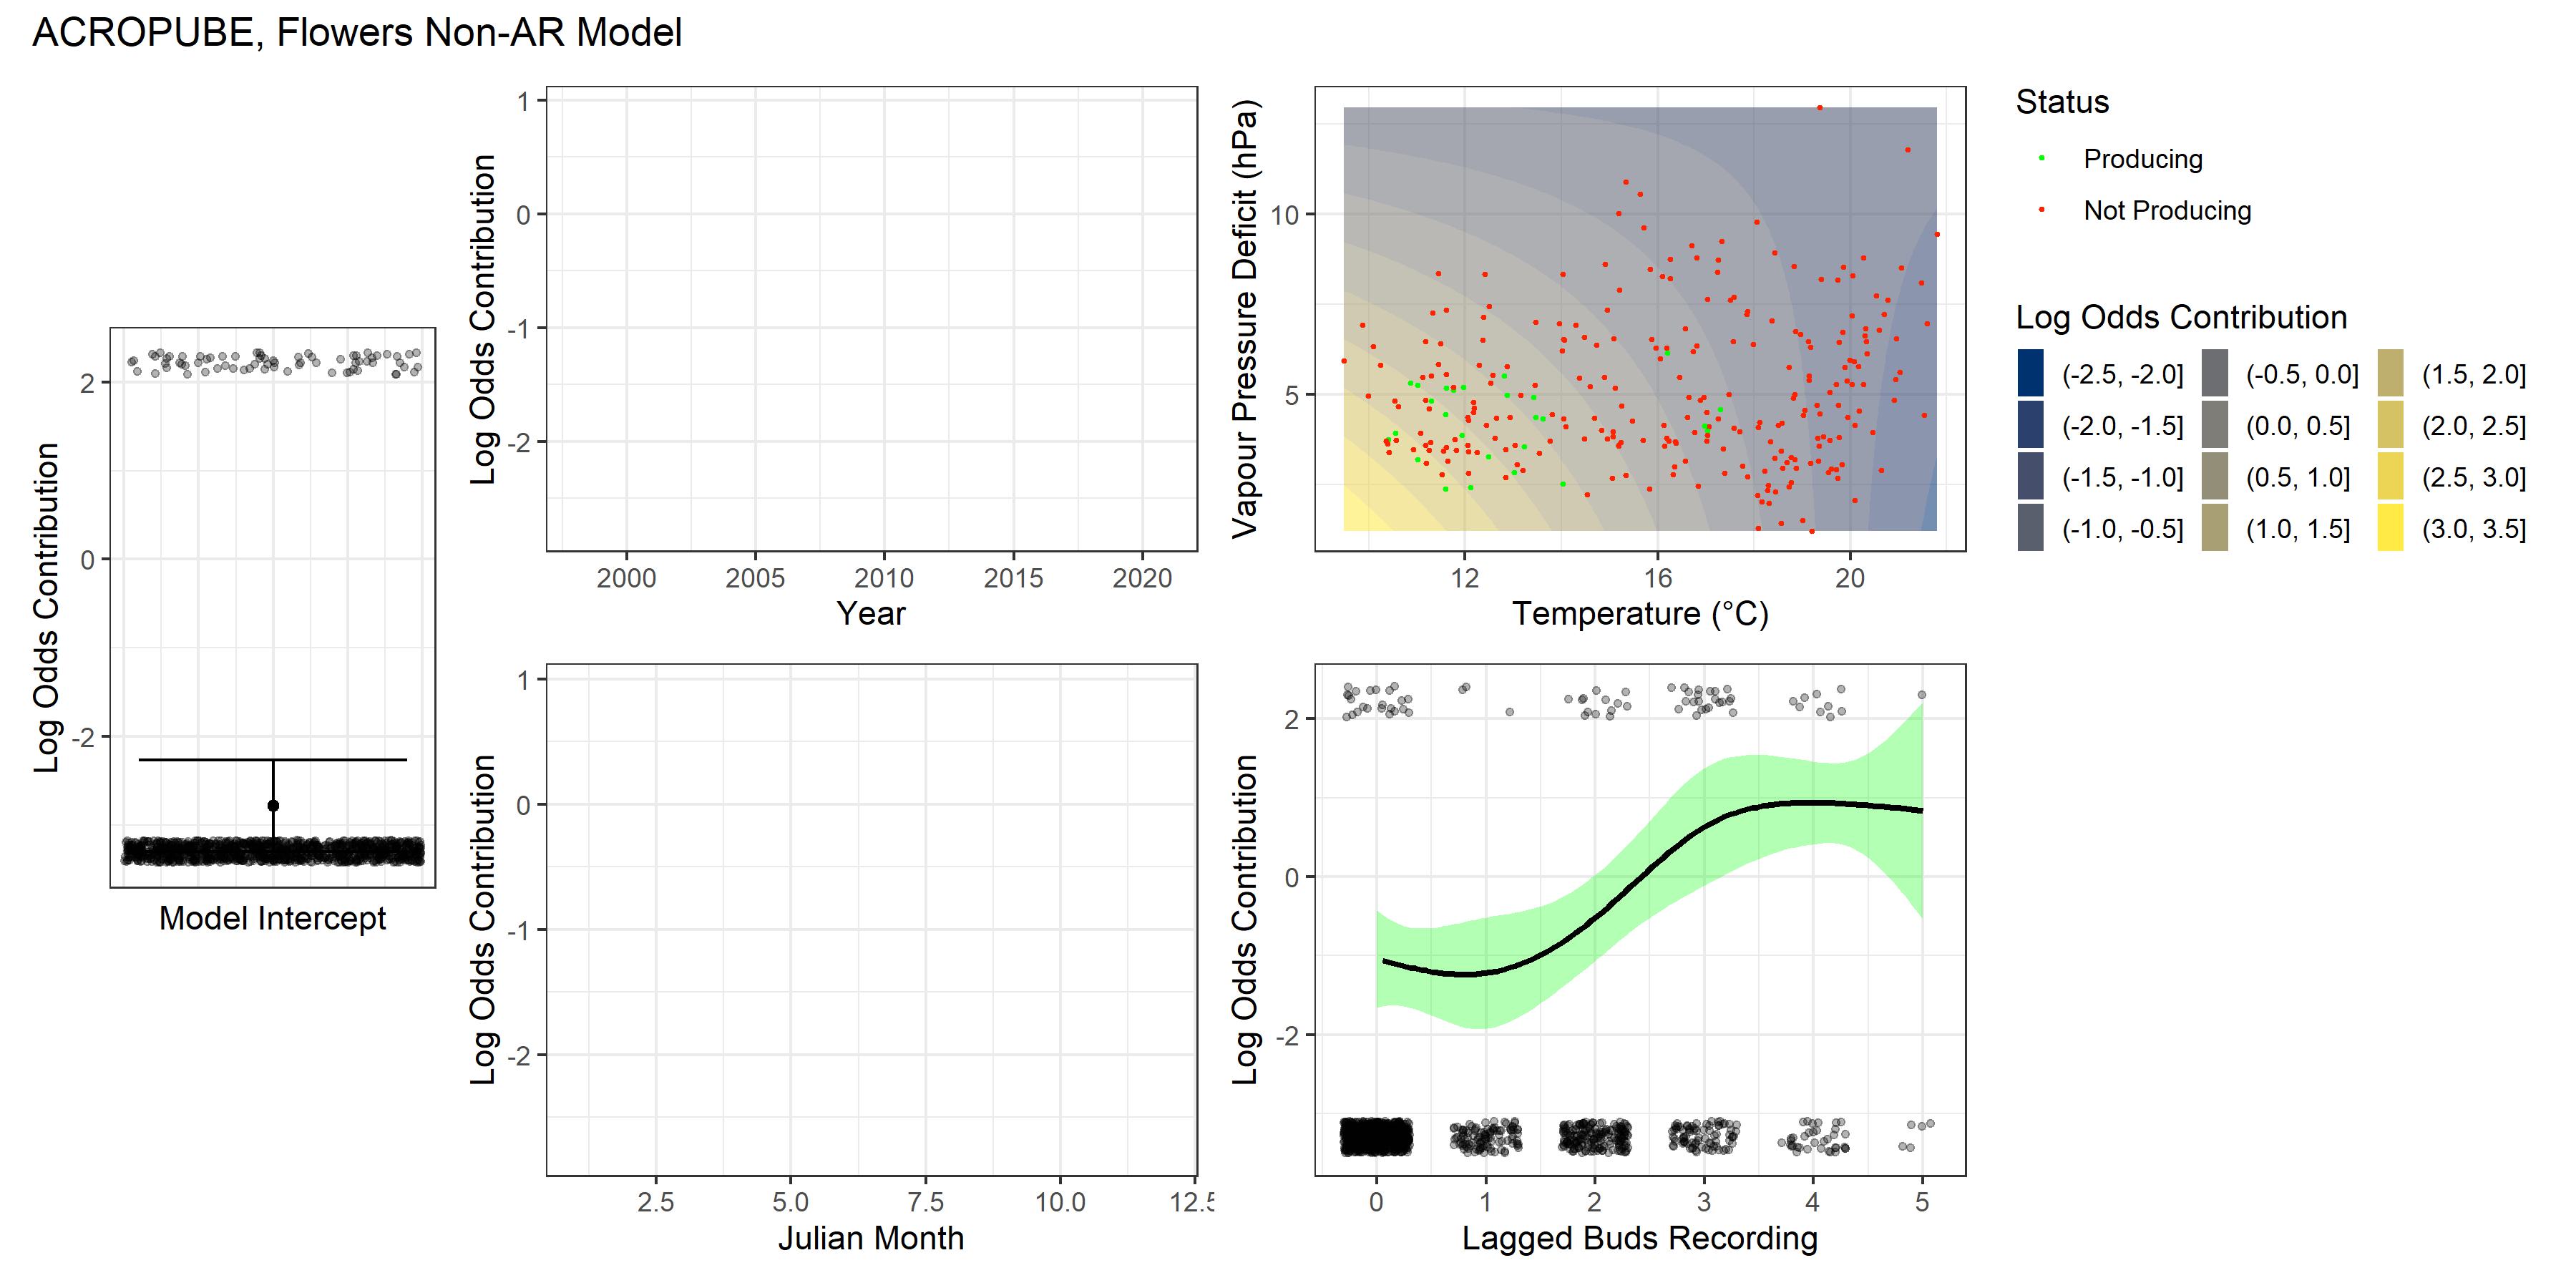 ACROPUBE, Flowers Non-AR Model
Log Odds Contribution
2
0
-2
Model Intercept
Log Odds Contribution
1
0
-1
-2
2000 2005 2010 2015 2020
Year
Vapour Pressure Deficit (hPa)
10
5
12 16 20
Temperature (°C)
Status
Producing
Not Producing
Log Odds Contribution
(-2.5, -2.0] (-0.5, 0.0] (1.5, 2.0]
(-2.0, -1.5] (0.0, 0.5] (2.0, 2.5]
(-1.5, -1.0] (0.5, 1.0] (2.5, 3.0]
(-1.0, -0.5] (1.0, 1.5] (3.0, 3.5]
Log Odds Contribution
1
0
-1
-2
2.5 5.0 7.5 10.0 12.5
Julian Month
Log Odds Contribution
2
0
-2
0 1 2 3 4 5
Lagged Buds Recording